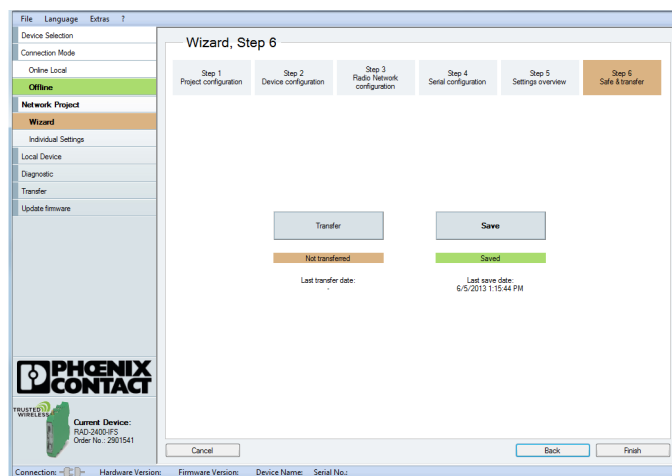 File Language Extras ?
Device Selection
Connection Mode
Online Local
Offline
Network Project
Wizard
Individual Settings
Local Device
Diagnostic
Transfer
Update firmware
Wizard, Step 6
Step 1
Project configuration
Step 2
Device configuration
Step 3
Radio Network
configuration
Step 4
Serial configuration
Step 5
Settings overview
Step 6
Safe & transfer
Transfer
Save
Not transferred
Saved
Last transfer date:
-
Last save date:
6/5/2013 1:15:44 PM
PHŒNIX
CONTACT
TRUSTED
WIRELESS
Current Device:
RAD-2400-IFS
Order No.: 2901541
Cancel
Back
Finish
Connection: Hardware Version: Firmware Version: Device Name: Serial No.: